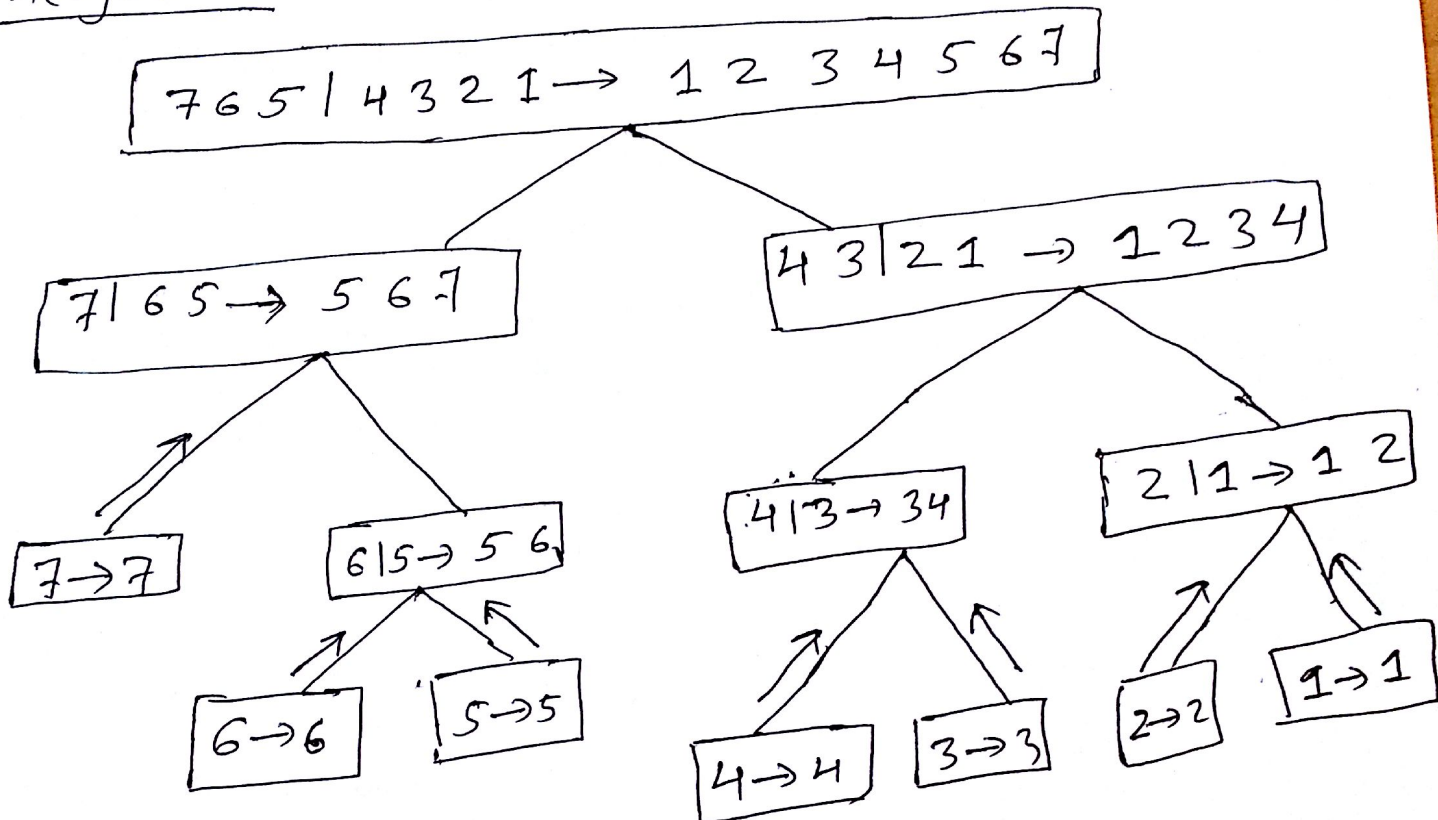 7 6 5 | 4 3 2 1 → 1 2 3 4 5 6 7
7 | 6 5 → 5 6 7
4 3 | 2 1 → 1 2 3 4
7 → 7
6 | 5 → 5 6
4 | 3 → 3 4
2 | 1 → 1 2
6 → 6
5 → 5
4 → 4
3 → 3
2 → 2
1 → 1